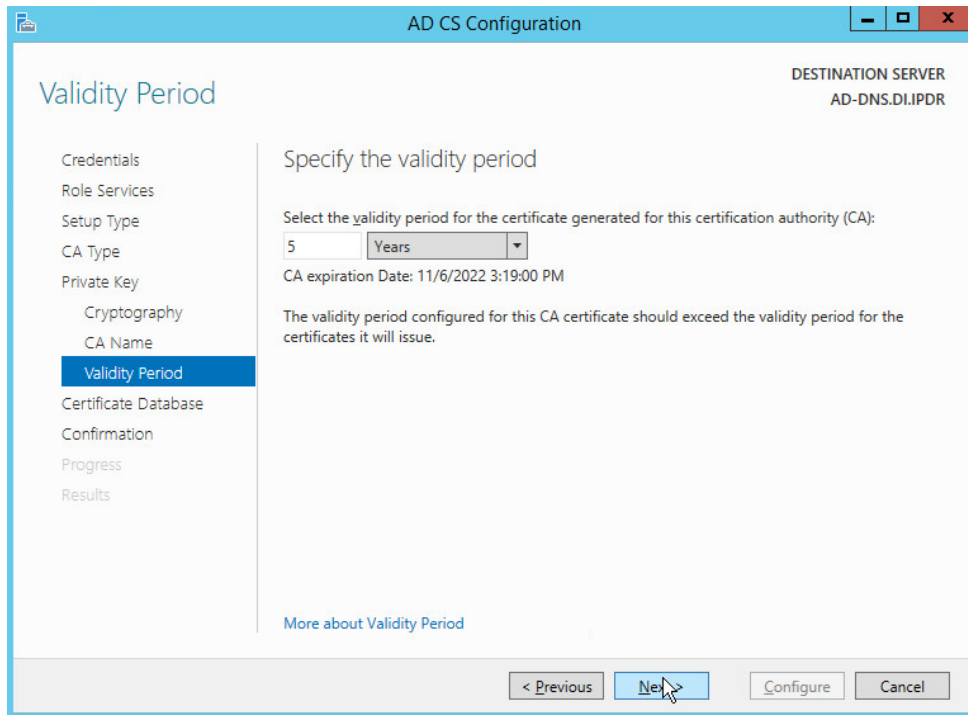 AD CS Configuration
Validity Period
DESTINATION SERVER
AD-DNS.DI.IPDR
Credentials
Role Services
Setup Type
CA Type
Private Key
Cryptography
CA Name
Validity Period
Certificate Database
Confirmation
Progress
Results
Specify the validity period
Select the validity period for the certificate generated for this certification authority (CA):
5 Years
CA expiration Date: 11/6/2022 3:19:00 PM
The validity period configured for this CA certificate should exceed the validity period for the
certificates it will issue.
More about Validity Period
< Previous Next > Configure Cancel